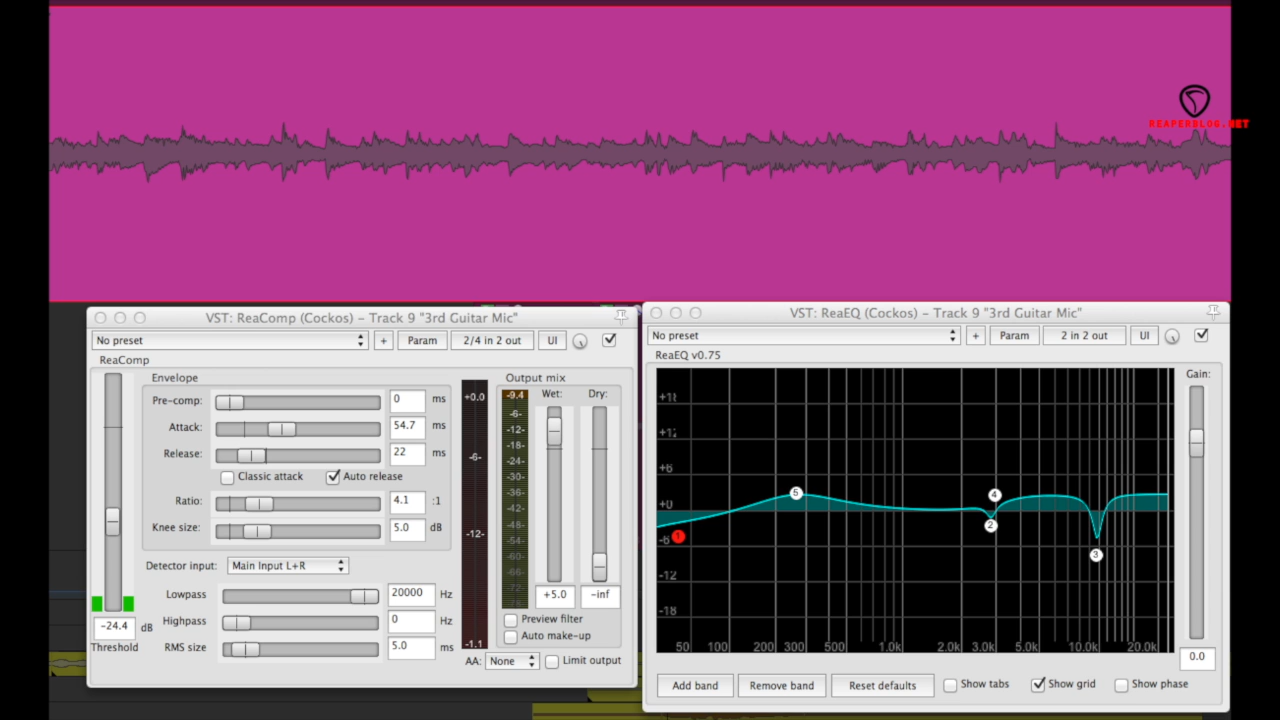 REAPERBLOG.NET
VST: ReaComp (Cockos) – Track 9 "3rd Guitar Mic"
No preset + Param 2/4 in 2 out UI
ReaComp
Envelope
Pre-comp: 0 ms
Attack: 54.7 ms
Release: 22 ms
Classic attack Auto release
Ratio: 4.1 :1
Knee size: 5.0 dB
Detector input: Main Input L+R
Lowpass 20000 Hz
Highpass 0 Hz
RMS size 5.0 ms
-24.4 dB
Threshold
+0.0
-6-
-12-
-1.1
Output mix
Wet: Dry:
-9.4
-6-
-12-
-18-
-24-
-30-
-36-
-42-
-48-
-54-
-60-
+5.0 -inf
Preview filter
Auto make-up
AA: None Limit output
VST: ReaEQ (Cockos) – Track 9 "3rd Guitar Mic"
No preset + Param 2 in 2 out UI
ReaEQ v0.75
Gain:
+12
+6
+0
-6
-12
-18
1
5
4
2
3
50 100 200 300 500 1.0k 2.0k 3.0k 5.0k 10.0k 20.0k
0.0
Add band Remove band Reset defaults Show tabs Show grid Show phase